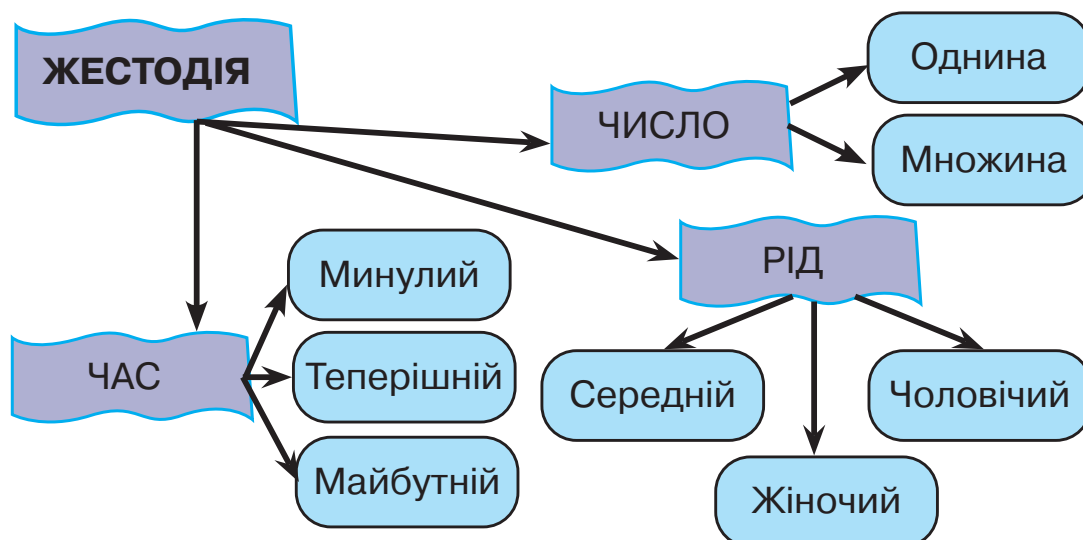 ЖЕСТОДІЯ
ЧИСЛО
Однина
Множина
РІД
Середній
Жіночий
Чоловічий
ЧАС
Минулий
Теперішній
Майбутній